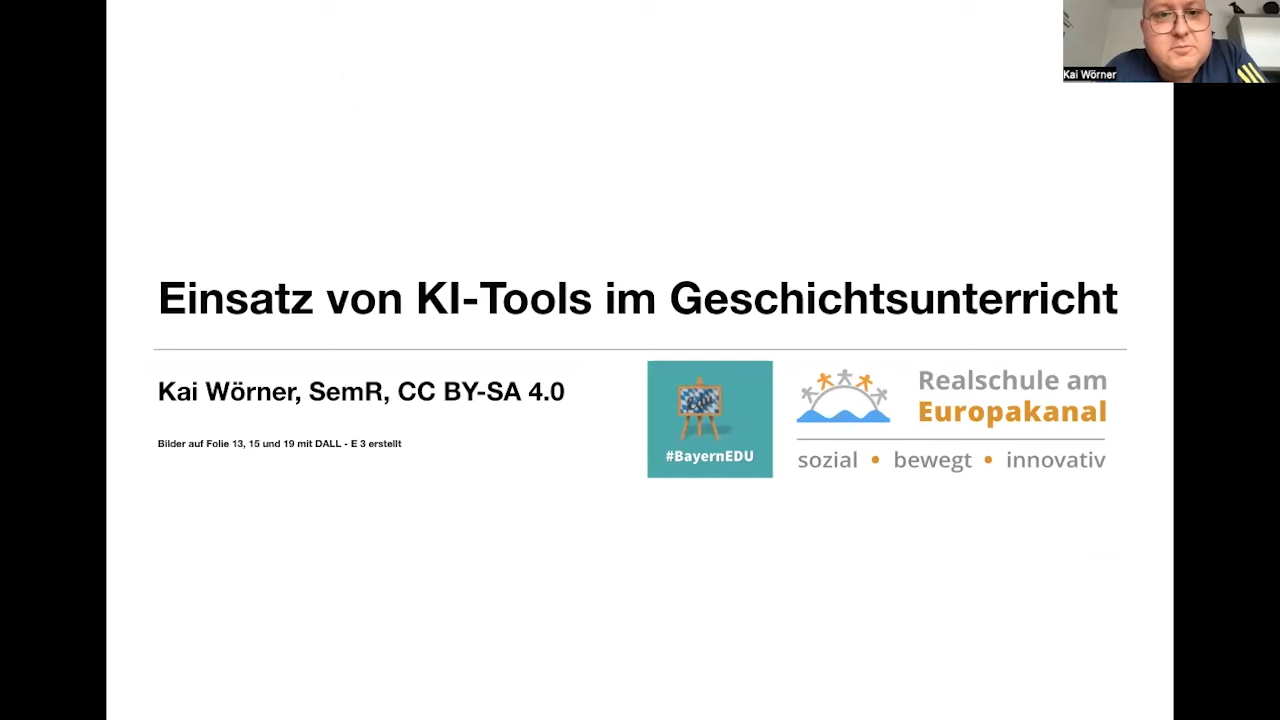 Kai Wörner
Einsatz von KI-Tools im Geschichtsunterricht
Kai Wörner, SemR, CC BY-SA 4.0
Bilder auf Folie 13, 15 und 19 mit DALL - E 3 erstellt
Edu
#BayernEDU
Realschule am
Europakanal
sozial • bewegt • innovativ